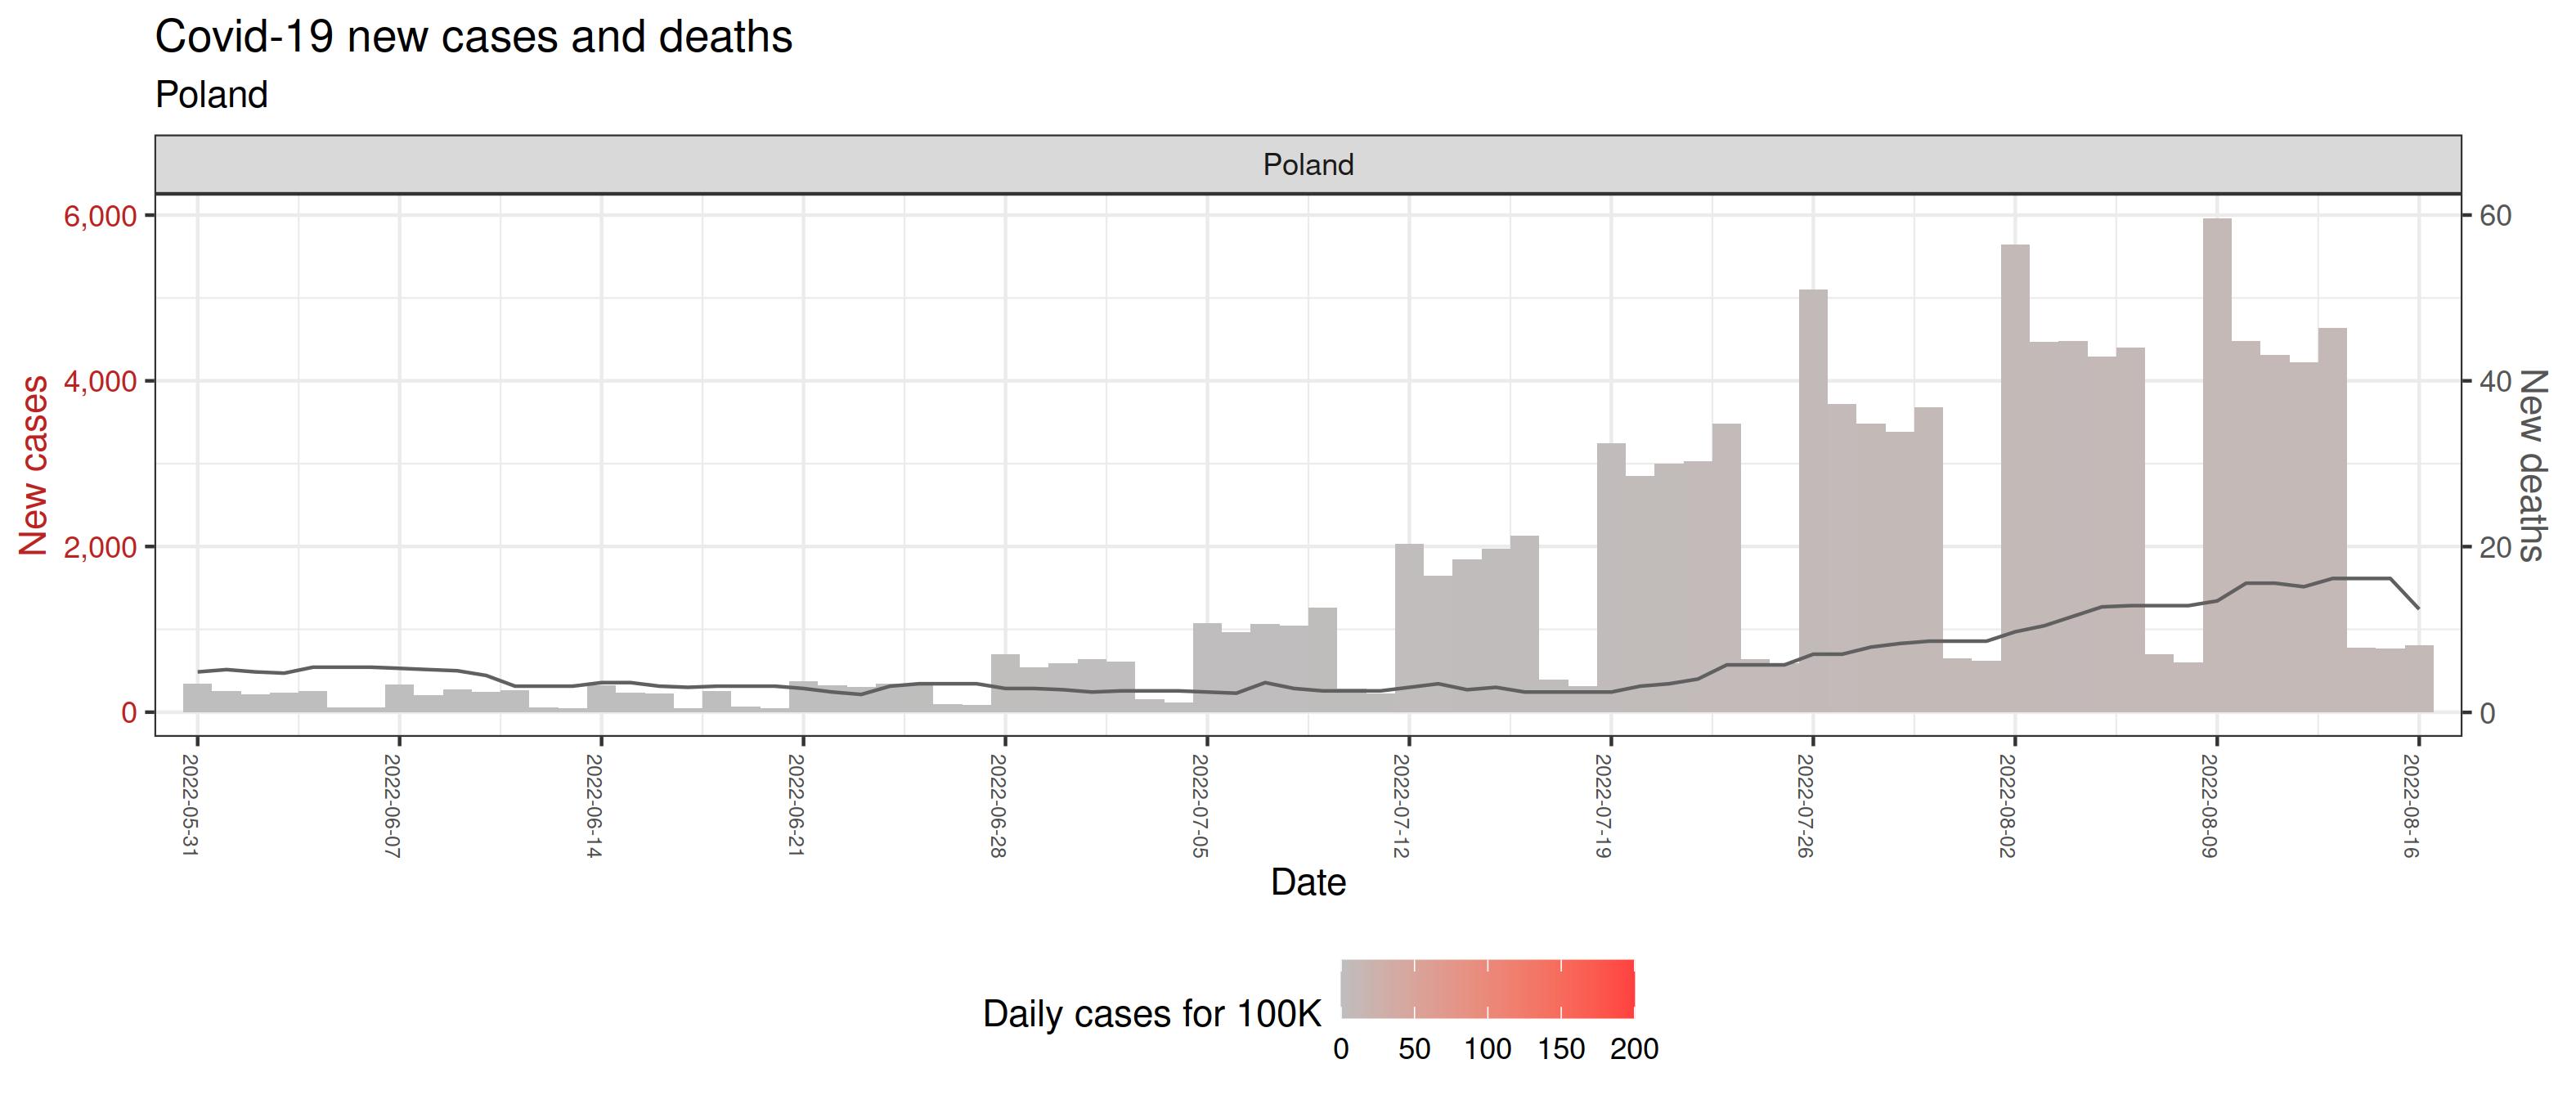 Covid-19 new cases and deaths
Poland
Poland
New cases
6,000
4,000
2,000
0
60
40
20
0
New deaths
2022-05-31
2022-06-07
2022-06-14
2022-06-21
2022-06-28
2022-07-05
2022-07-12
2022-07-19
2022-07-26
2022-08-02
2022-08-09
2022-08-16
Date
Daily cases for 100K
0 50 100 150 200